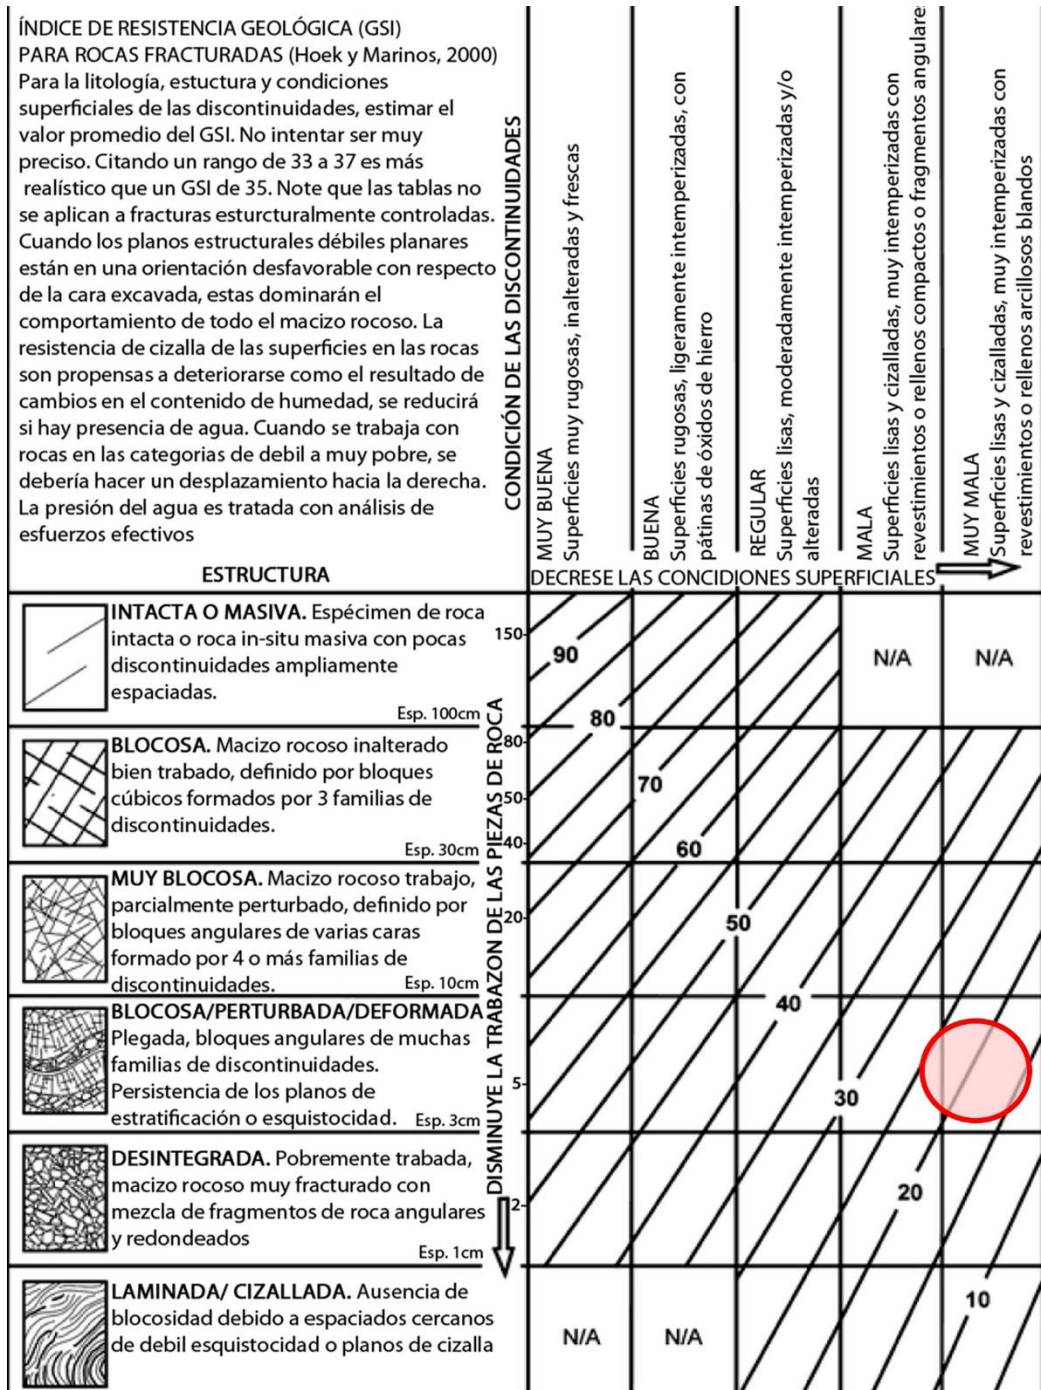 ÍNDICE DE RESISTENCIA GEOLÓGICA (GSI)
PARA ROCAS FRACTURADAS (Hoek y Marinos, 2000)
Para la litología, estuctura y condiciones
superficiales de las discontinuidades, estimar el
valor promedio del GSI. No intentar ser muy
preciso. Citando un rango de 33 a 37 es más
realístico que un GSI de 35. Note que las tablas no
se aplican a fracturas esturcturalmente controladas.
Cuando los planos estructurales débiles planares
están en una orientación desfavorable con respecto
de la cara excavada, estas dominarán el
comportamiento de todo el macizo rocoso. La
resistencia de cizalla de las superficies en las rocas
son propensas a deteriorarse como el resultado de
cambios en el contenido de humedad, se reducirá
si hay presencia de agua. Cuando se trabaja con
rocas en las categorias de debil a muy pobre, se
debería hacer un desplazamiento hacia la derecha.
La presión del agua es tratada con análisis de
esfuerzos efectivos
CONDICIÓN DE LAS DISCONTINUIDADES
MUY BUENA
Superficies muy rugosas, inalteradas y frescas
BUENA
Superficies rugosas, ligeramente intemperizadas, con
pátinas de óxidos de hierro
REGULAR
Superficies lisas, moderadamente intemperizadas y/o
alteradas
MALA
Superficies lisas y cizalladas, muy intemperizadas con
revestimientos o rellenos compactos o fragmentos angulare
MUY MALA
Superficies lisas y cizalladas, muy intemperizadas con
revestimientos o rellenos arcillosos blandos
ESTRUCTURA
DECRESE LAS CONCIDIONES SUPERFICIALES
DISMINUYE LA TRABAZON DE LAS PIEZAS DE ROCA
INTACTA O MASIVA. Espécimen de roca
intacta o roca in-situ masiva con pocas
discontinuidades ampliamente
espaciadas.
Esp. 100cm
150
90
80
N/A
N/A
BLOCOSA. Macizo rocoso inalterado
bien trabado, definido por bloques
cúbicos formados por 3 familias de
discontinuidades.
Esp. 30cm
80
50
40
70
60
MUY BLOCOSA. Macizo rocoso trabajo,
parcialmente perturbado, definido por
bloques angulares de varias caras
formado por 4 o más familias de
discontinuidades.
Esp. 10cm
20
50
40
BLOCOSA/PERTURBADA/DEFORMADA
Plegada, bloques angulares de muchas
familias de discontinuidades.
Persistencia de los planos de
estratificación o esquistocidad.
Esp. 3cm
5
30
DESINTEGRADA. Pobremente trabada,
macizo rocoso muy fracturado con
mezcla de fragmentos de roca angulares
y redondeados
Esp. 1cm
2
20
LAMINADA/ CIZALLADA. Ausencia de
blocosidad debido a espaciados cercanos
de debil esquistocidad o planos de cizalla
N/A
N/A
10